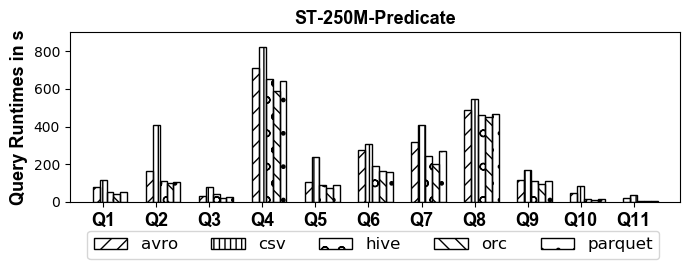 ST-250M-Predicate
Query Runtimes in s
800
600
400
200
0
Q1 Q2 Q3 Q4 Q5 Q6 Q7 Q8 Q9 Q10 Q11
avro csv hive orc parquet